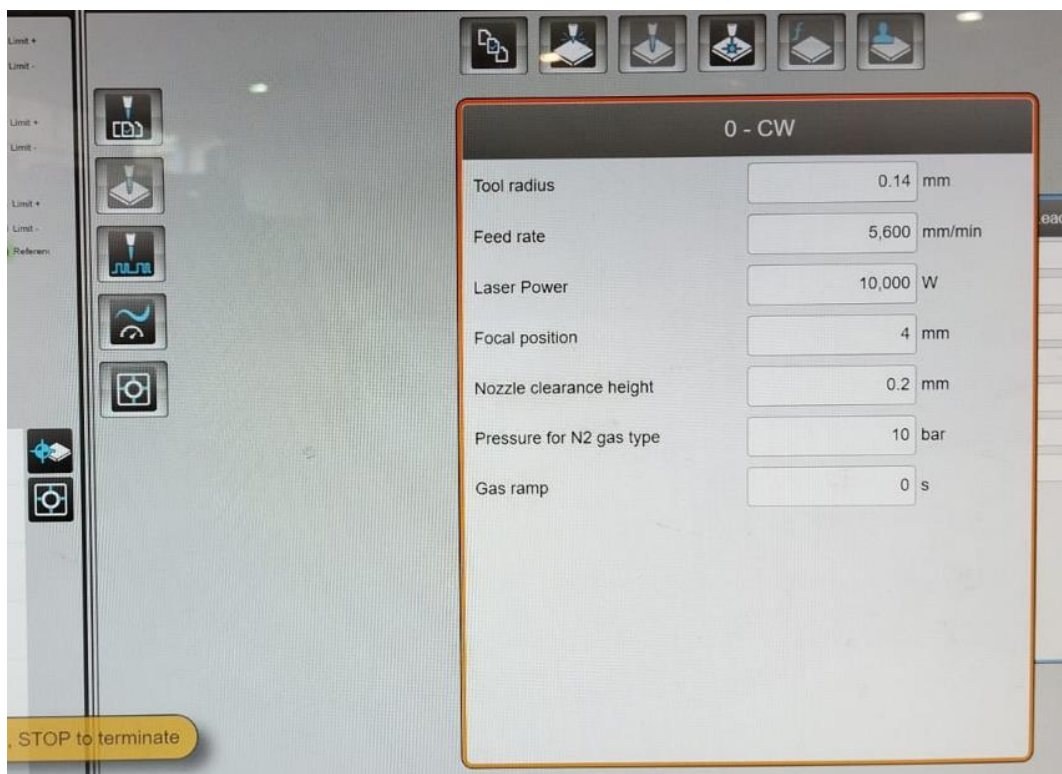 Limit +
Limit -
Limit +
Limit -
Limit +
Limit -
Referenc
0 - CW
Tool radius 0.14 mm
Feed rate 5,600 mm/min
Laser Power 10,000 W
Focal position 4 mm
Nozzle clearance height 0.2 mm
Pressure for N2 gas type 10 bar
Gas ramp 0 s
, STOP to terminate